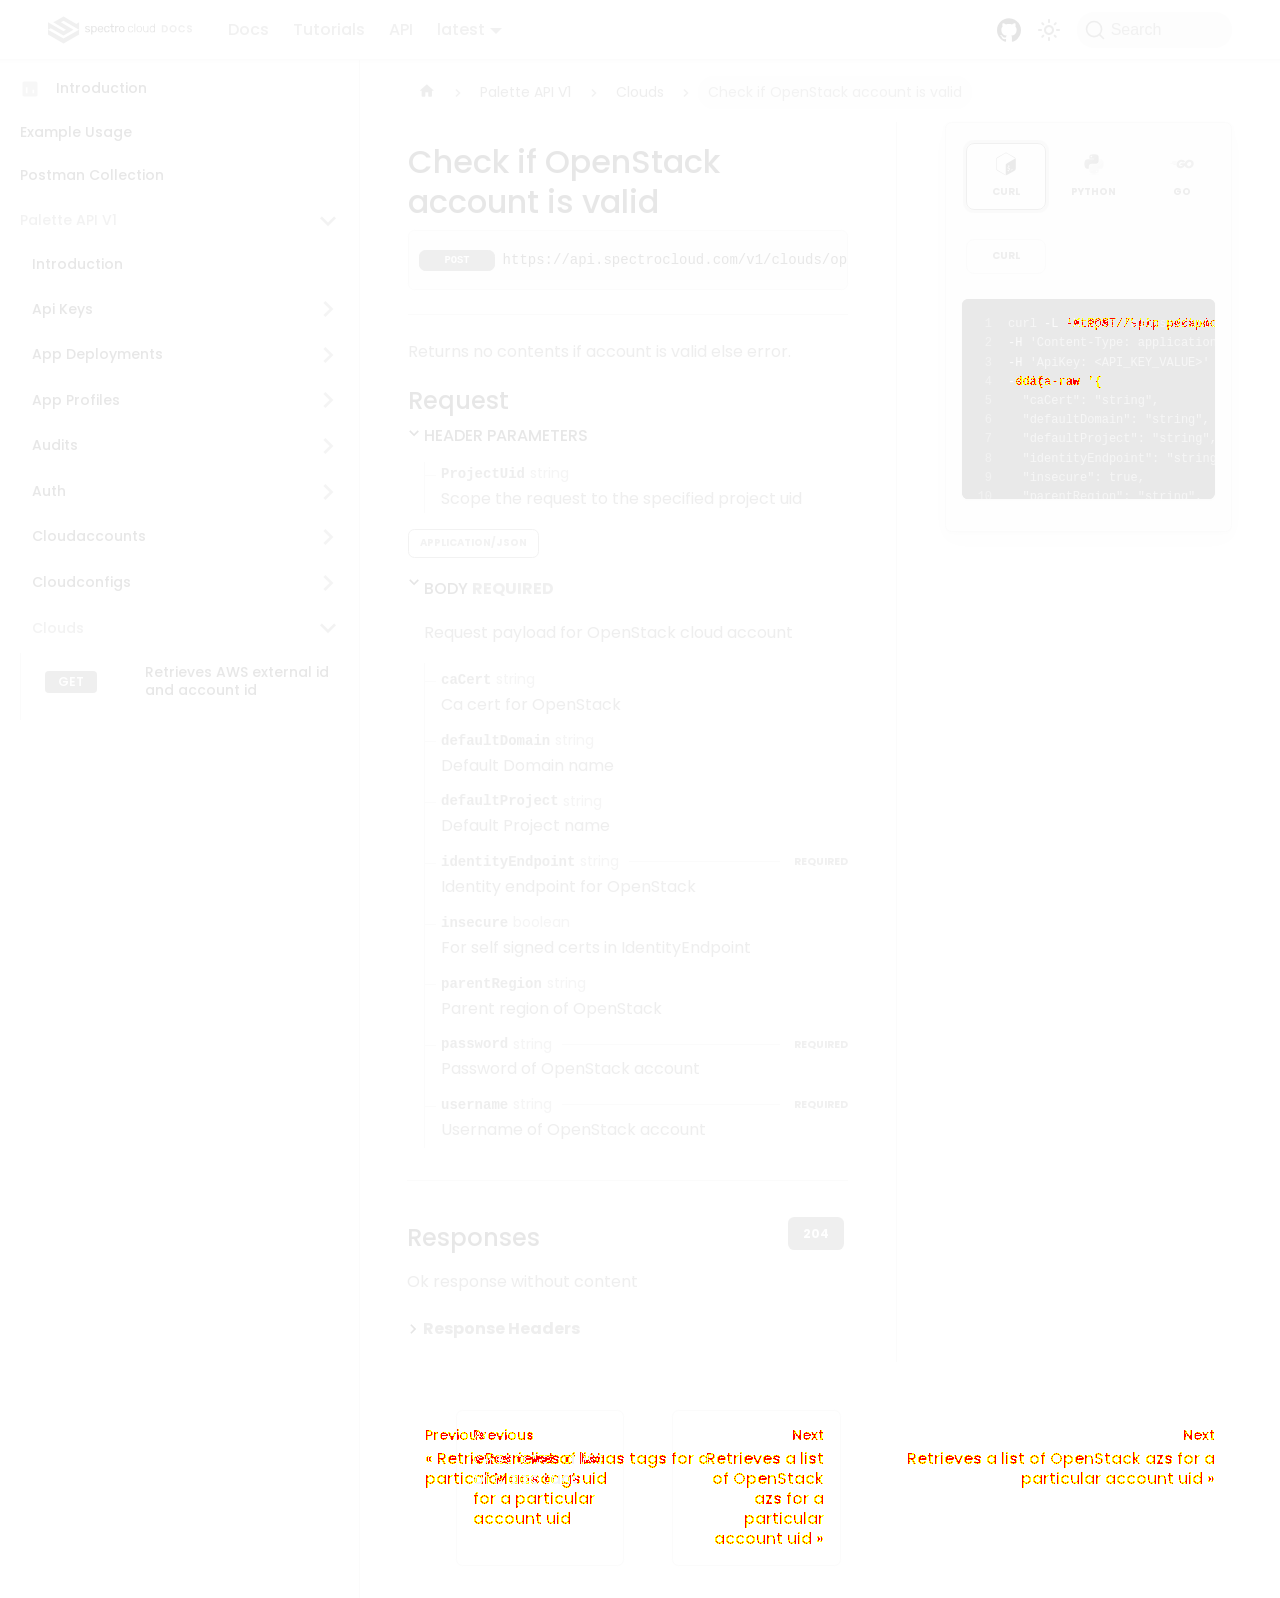 spectro cloud DOCS
Docs
Tutorials
API
latest
Search
Introduction
Example Usage
Postman Collection
Palette API V1
Introduction
Api Keys
App Deployments
App Profiles
Audits
Auth
Cloudaccounts
Cloudconfigs
Clouds
GET
Retrieves AWS external id
and account id
Palette API V1
Clouds
Check if OpenStack account is valid
Check if OpenStack
account is valid
POST https://api.spectrocloud.com/v1/clouds/op
Returns no contents if account is valid else error.
Request
HEADER PARAMETERS
ProjectUid string
Scope the request to the specified project uid
APPLICATION/JSON
BODY REQUIRED
Request payload for OpenStack cloud account
caCert string
Ca cert for OpenStack
defaultDomain string
Default Domain name
defaultProject string
Default Project name
identityEndpoint string REQUIRED
Identity endpoint for OpenStack
insecure boolean
For self signed certs in IdentityEndpoint
parentRegion string
Parent region of OpenStack
password string REQUIRED
Password of OpenStack account
username string REQUIRED
Username of OpenStack account
Responses
204
Ok response without content
Response Headers
CURL
PYTHON
GO
CURL
1 curl -L
2 -H 'Content-Type: application
3 -H 'ApiKey: <API_KEY_VALUE>'
4 data-raw '{
5 "caCert": "string",
6 "defaultDomain": "string",
7 "defaultProject": "string",
8 "identityEndpoint": "string
9 "insecure": true,
10 "parentRegion": "string"
Previous
Previous
Next
Next
tags for a
uid
for a particular
account uid
Retrieves a list
of OpenStack
azs for a
particular
account uid »
Retrieves a list of OpenStack azs for a
particular account uid »